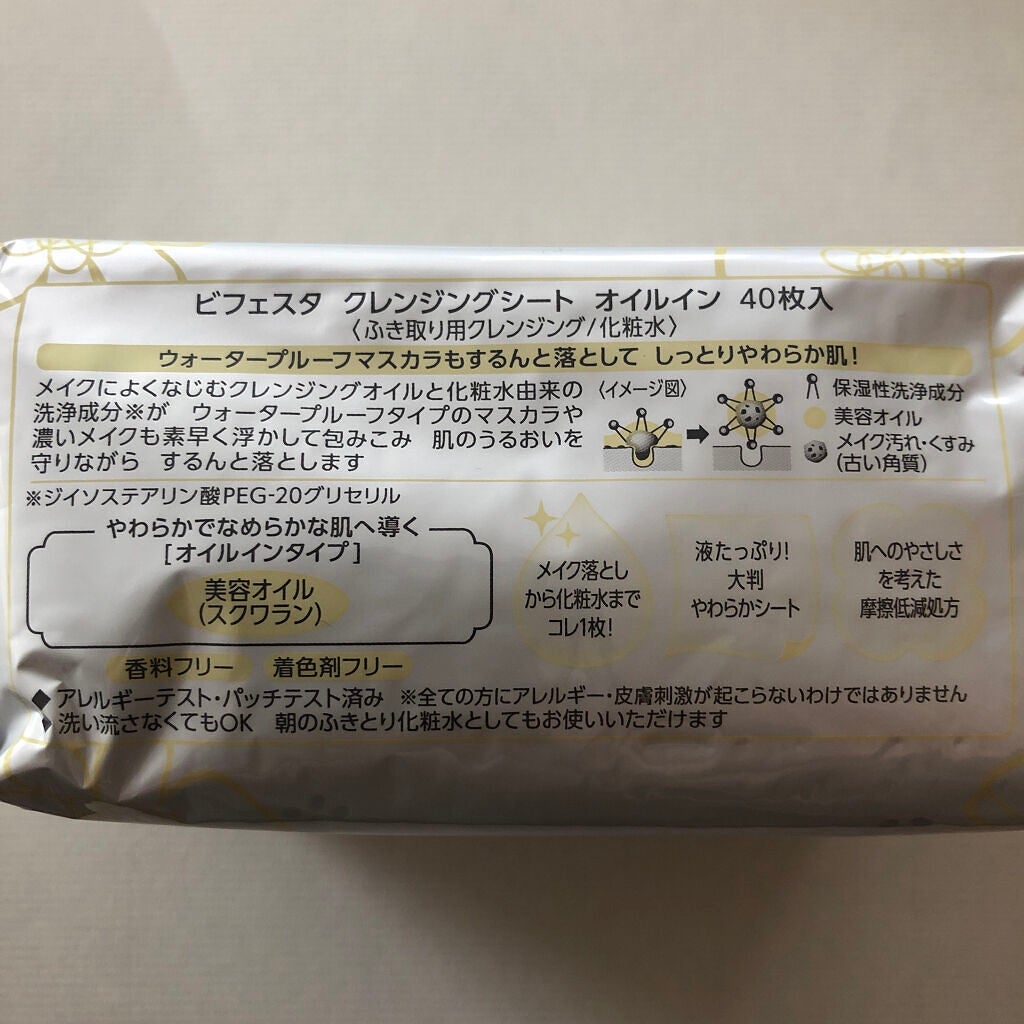 ビフェスタ クレンジングシート オイルイン 40枚入
〈ふき取り用クレンジング/化粧水〉
ウォータープルーフマスカラもするんと落として しっとりやわらか肌!
メイクによくなじむクレンジングオイルと化粧水由来の
洗浄成分※が ウォータープルーフタイプのマスカラや
濃いメイクも素早く浮かして包みこみ 肌のうるおいを
守りながら するんと落とします
〈イメージ図〉
保湿性洗浄成分
美容オイル
メイク汚れ・くすみ
(古い角質)
※ジイソステアリン酸PEG-20グリセリル
やわらかでなめらかな肌へ導く
[オイルインタイプ]
美容オイル
(スクワラン)
メイク落とし
から化粧水まで
コレ1枚!
液たっぷり!
大判
やわらかシート
肌へのやさしさ
を考えた
摩擦低減処方
香料フリー 着色剤フリー
◆アレルギーテスト・パッチテスト済み ※全ての方にアレルギー・皮膚刺激が起こらないわけではありません
◆洗い流さなくてもOK 朝のふきとり化粧水としてもお使いいただけます